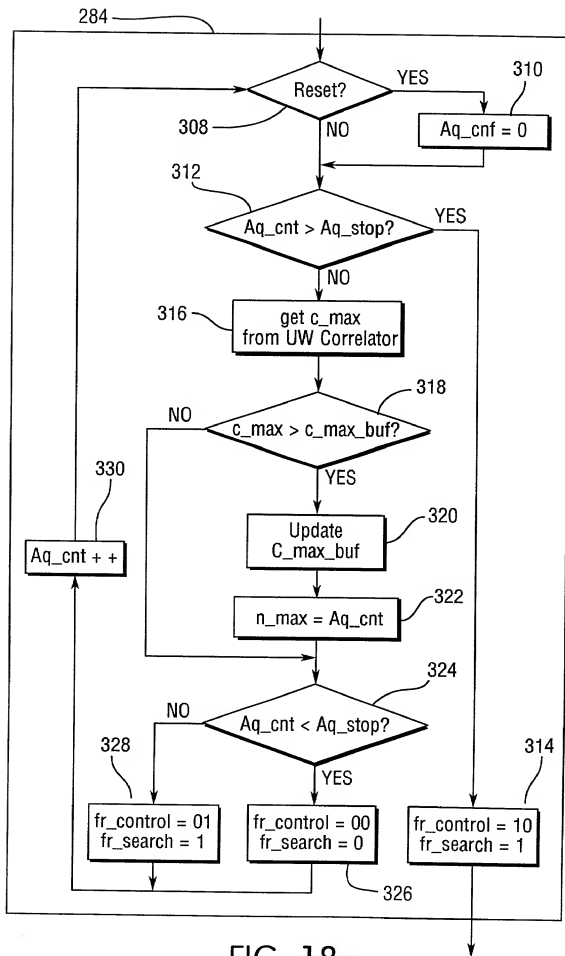 284
Reset?
YES
310
308
NO
Aq_cnf = 0
312
YES
Aq_cnt > Aq_stop?
NO
316
get c_max
from UW Correlator
318
NO
c_max > c_max_buf?
YES
330
Update
C_max_buf
320
Aq_cnt + +
n_max = Aq_cnt
322
324
NO
Aq_cnt < Aq_stop?
328
YES
314
fr_control = 01
fr_search = 1
fr_control = 00
fr_search = 0
fr_control = 10
fr_search = 1
326
FIG. 18